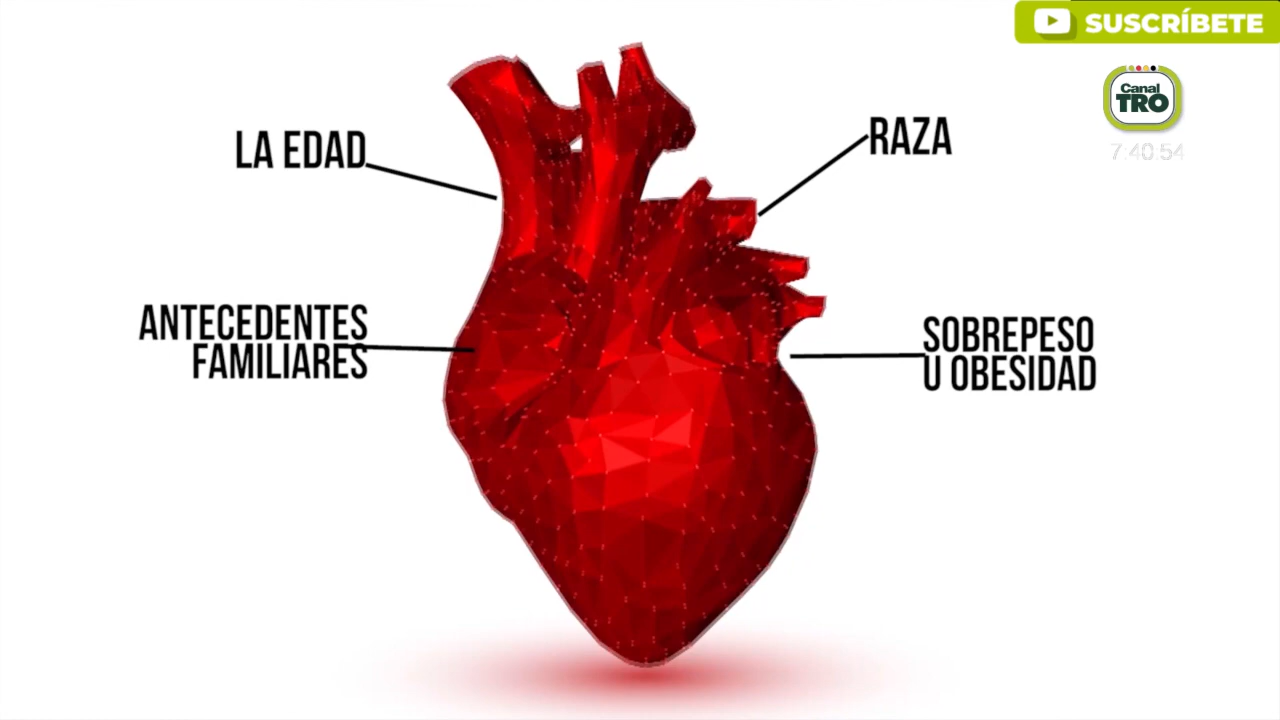 SUSCRÍBETE
Canal
TRO
7:40:54
LA EDAD
RAZA
ANTECEDENTES
FAMILIARES
SOBREPESO
U OBESIDAD